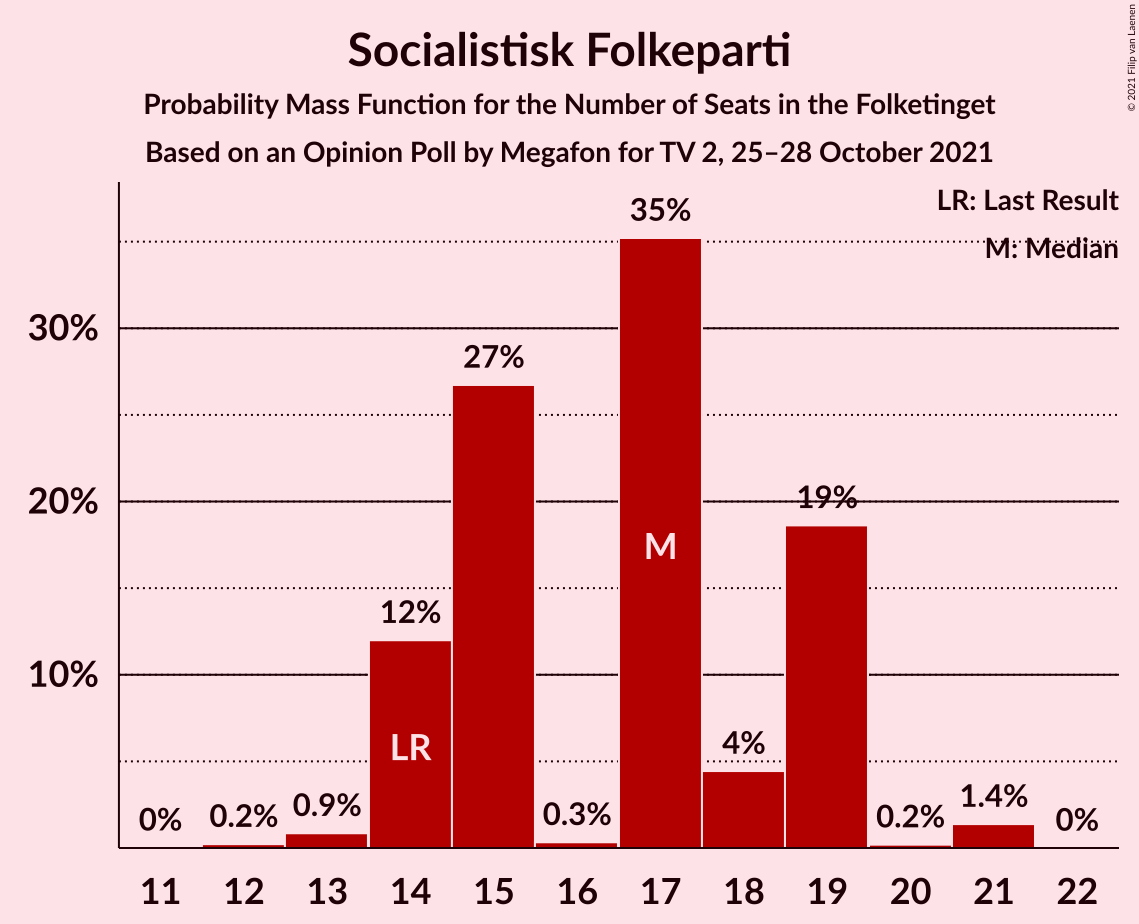 Socialistisk Folkeparti
Probability Mass Function for the Number of Seats in the Folketinget
Based on an Opinion Poll by Megafon for TV 2, 25–28 October 2021
© 2021 Filip van Laenen
LR: Last Result
M: Median
30%
20%
10%
0%
0.2%
0.9%
12%
27%
0.3%
35%
4%
19%
0.2%
1.4%
0%
LR
M
11 12 13 14 15 16 17 18 19 20 21 22